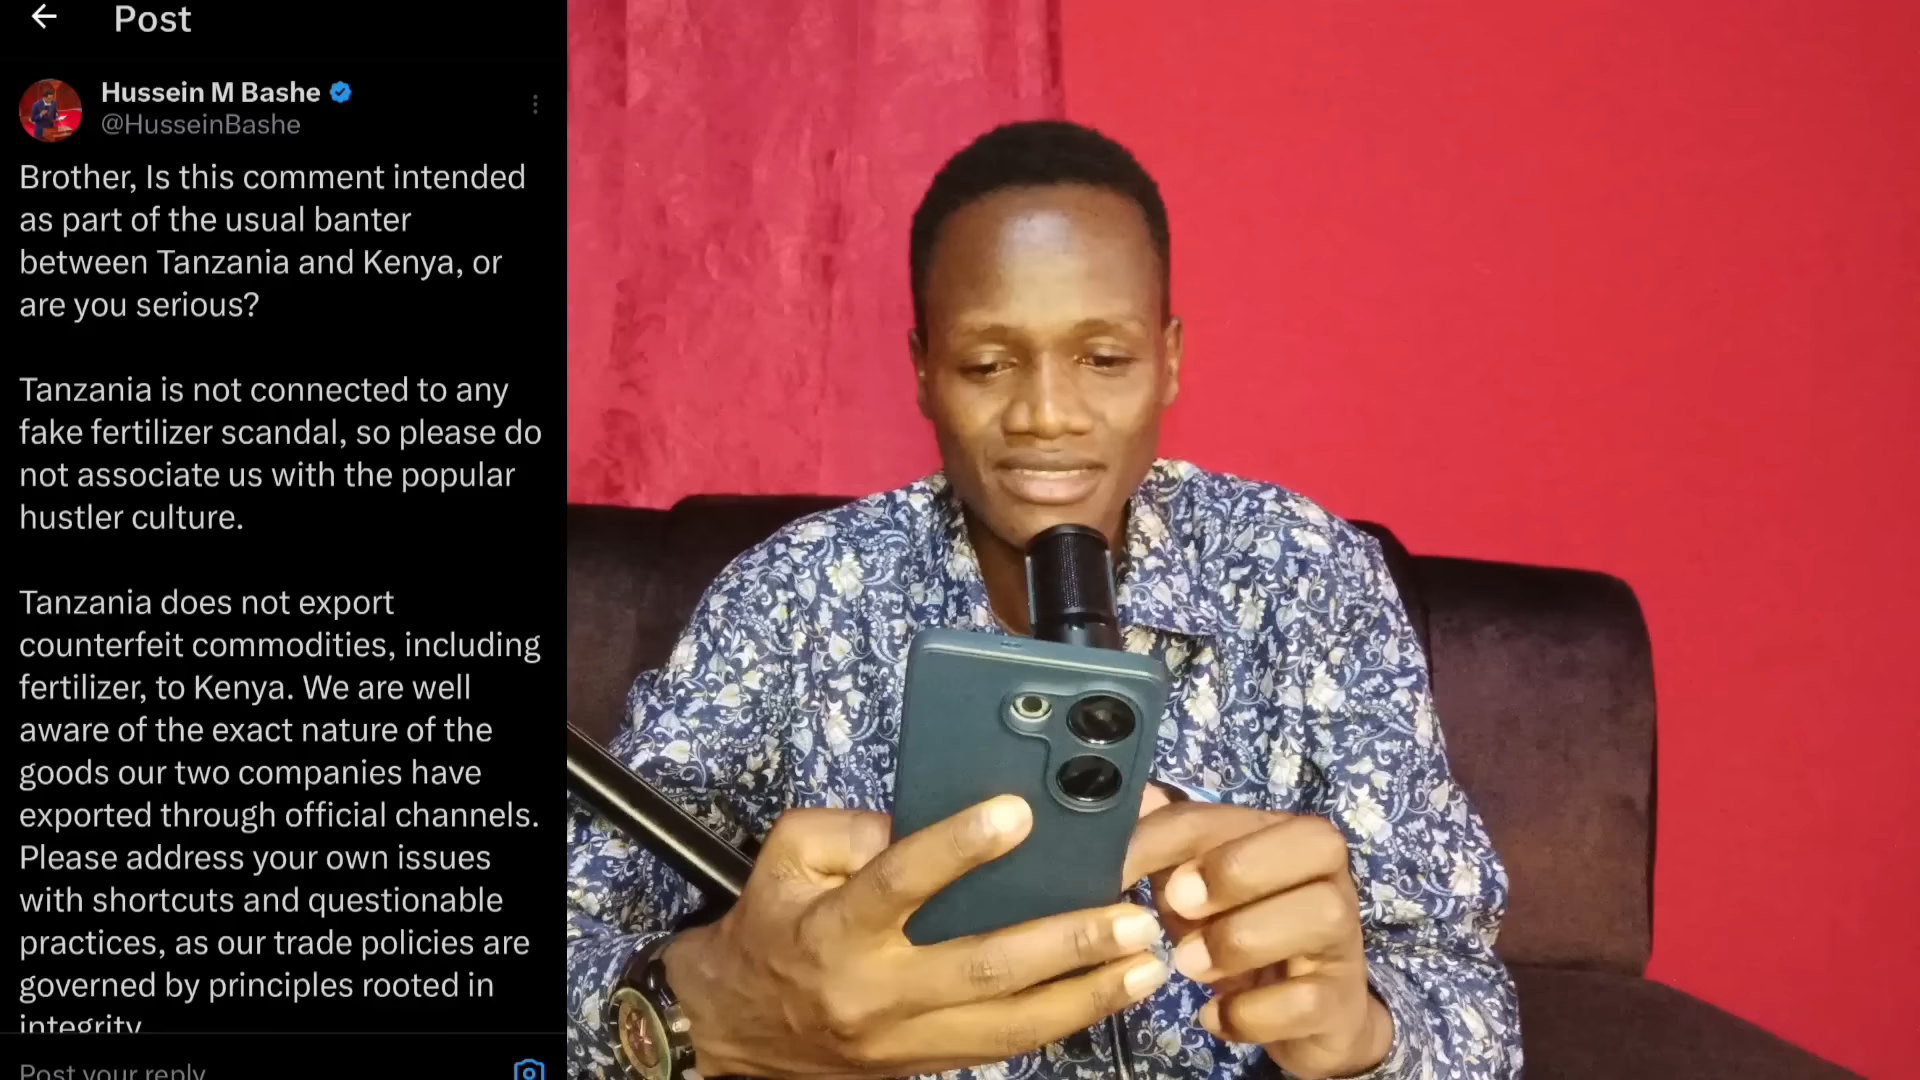 Post
Hussein M Bashe
@HusseinBashe
Brother, Is this comment intended
as part of the usual banter
between Tanzania and Kenya, or
are you serious?
Tanzania is not connected to any
fake fertilizer scandal, so please do
not associate us with the popular
hustler culture.
Tanzania does not export
counterfeit commodities, including
fertilizer, to Kenya. We are well
aware of the exact nature of the
goods our two companies have
exported through official channels.
Please address your own issues
with shortcuts and questionable
practices, as our trade policies are
governed by principles rooted in
integrity
Post your reply